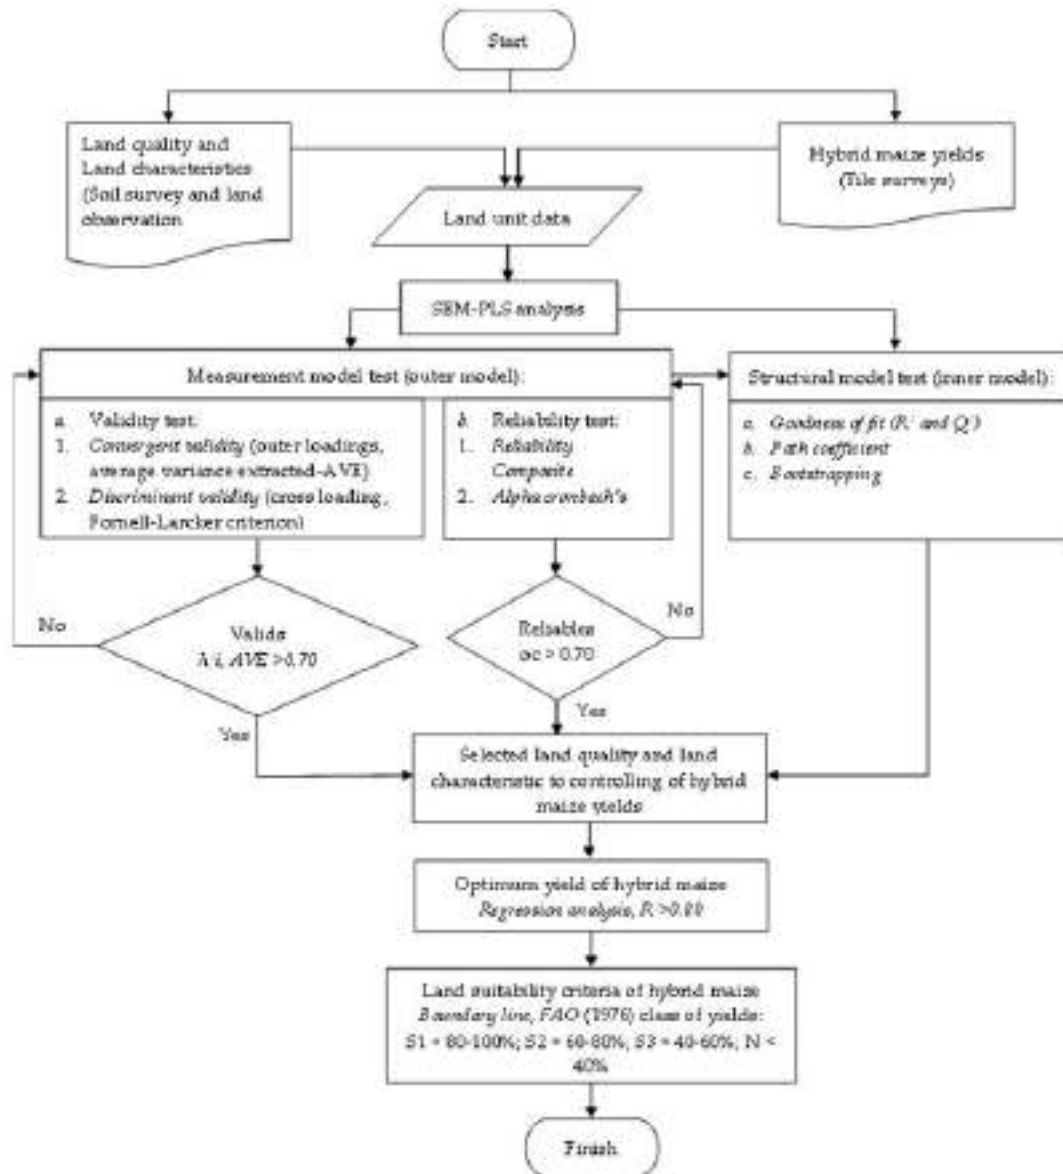 Start
Land quality and
Land characteristics
(Soil survey and land
observation
Hybrid maize yields
(Tile surveys)
Land unit data
SEM-PLS analysis
Measurement model test (outer model):
Structural model test (inner model):
a. Validity test:
1. Convergent validity (outer loadings,
average variance extracted-AVE)
2. Discriminant validity (cross loading,
Fornell-Larcker criterion)
b. Reliability test:
1. Reliability
Composite
2. Alpha cronbach's
a. Goodness of fit (R² and Q²)
b. Path coefficient
c. Bootstrapping
No
Valids
λ i, AVE >0.70
Yes
No
Reliables
αc > 0.70
Yes
Selected land quality and land
characteristic to controlling of hybrid
maize yields
Optimum yield of hybrid maize
Regression analysis, R >0.80
Land suitability criteria of hybrid maize
Boundary line, FAO (1976) class of yields:
S1 = 80-100%; S2 = 60-80%; S3 = 40-60%; N <
40%
Finish